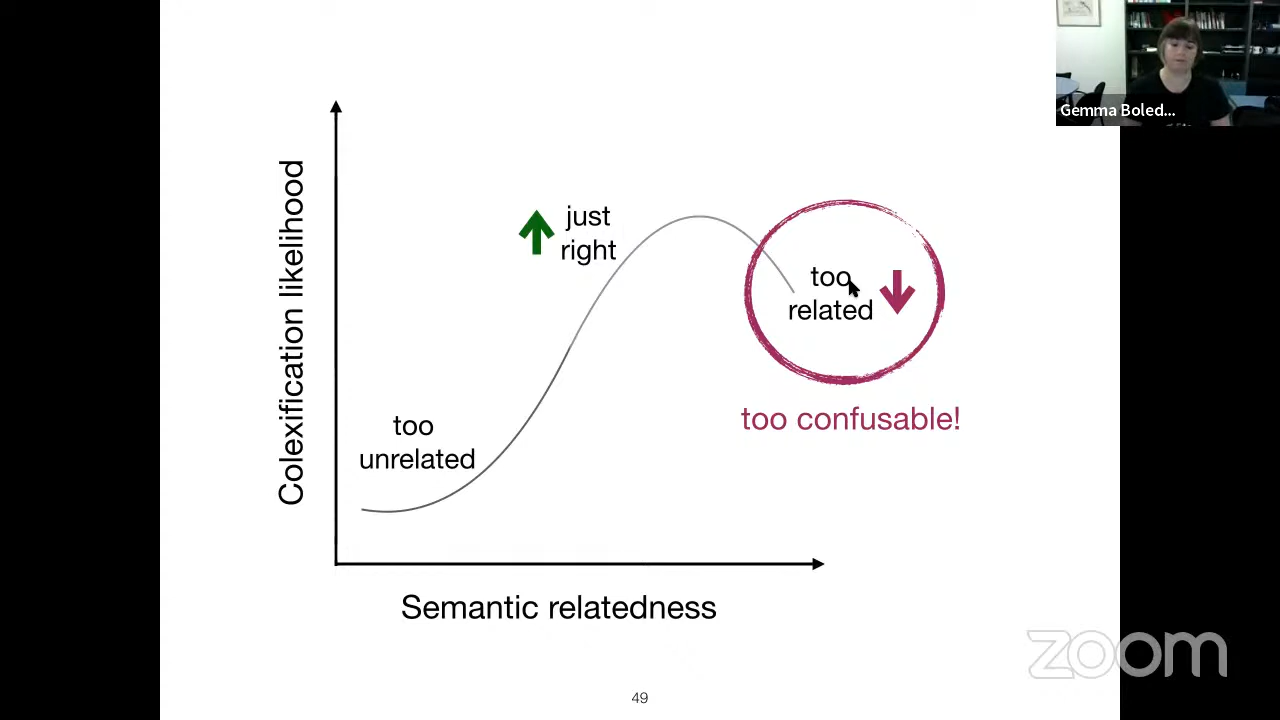 Gemma Boled...
Colexification likelihood
just
right
too
related
too confusable!
too
unrelated
Semantic relatedness
zoom
49